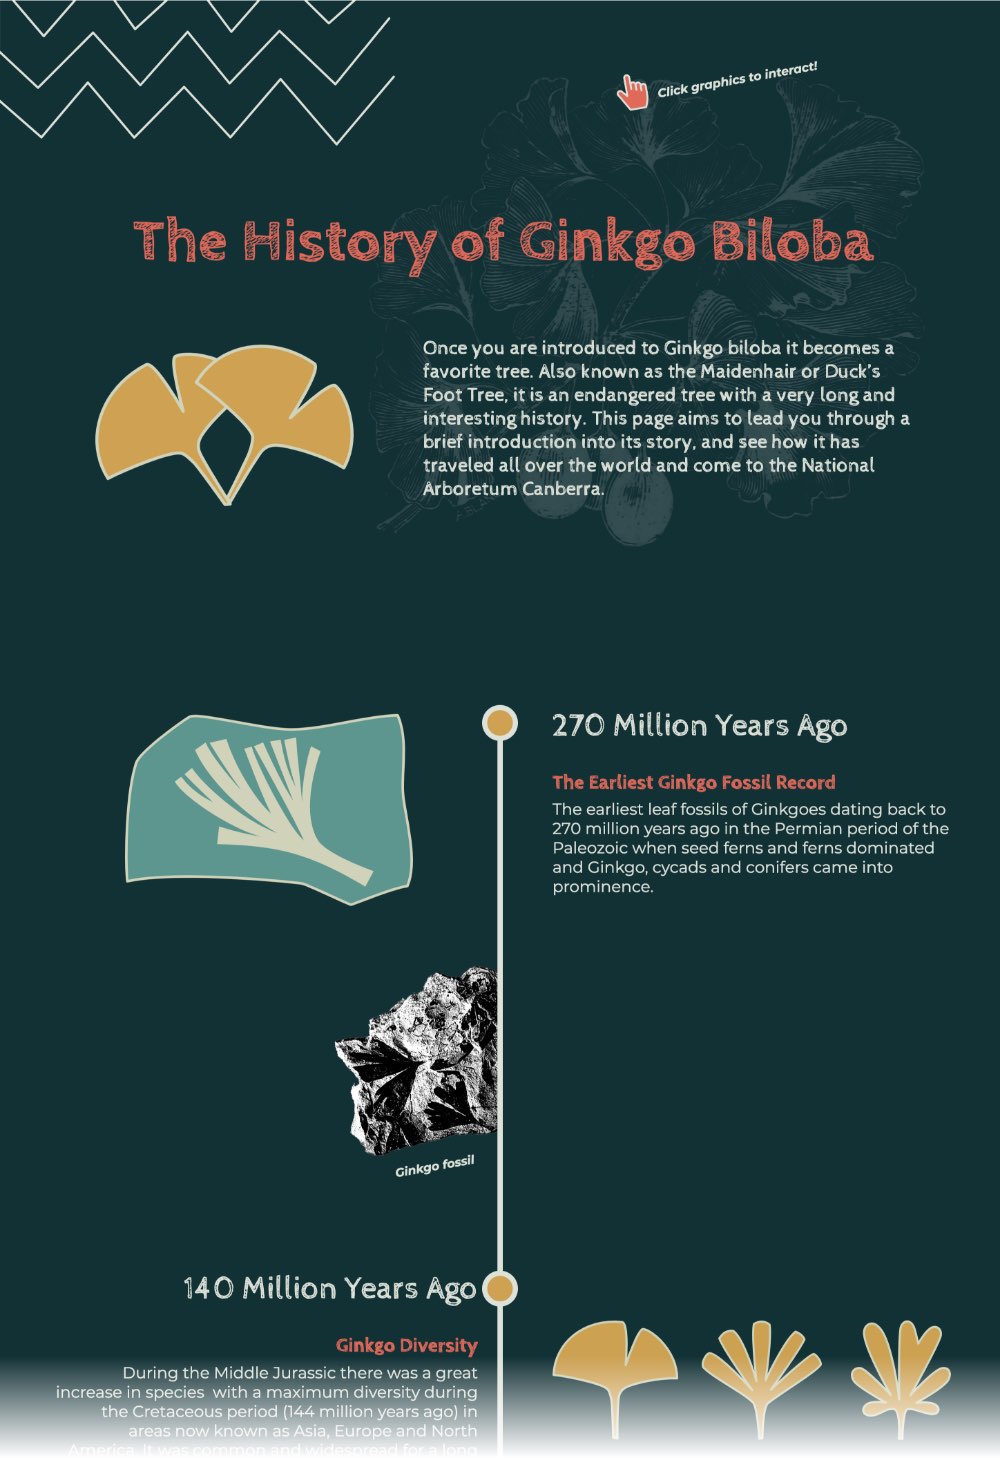 Click graphics to interact!
The History of Ginkgo Biloba
Once you are introduced to Ginkgo biloba it becomes a
favorite tree. Also known as the Maidenhair or Duck's
Foot Tree, it is an endangered tree with a very long and
interesting history. This page aims to lead you through a
brief introduction into its story, and see how it has
traveled all over the world and come to the National
Arboretum Canberra.
270 Million Years Ago
The Earliest Ginkgo Fossil Record
The earliest leaf fossils of Ginkgoes dating back to
270 million years ago in the Permian period of the
Paleozoic when seed ferns and ferns dominated
and Ginkgo, cycads and conifers came into
prominence.
Ginkgo fossil
140 Million Years Ago
Ginkgo Diversity
During the Middle Jurassic there was a great
increase in species with a maximum diversity during
the Cretaceous period (144 million years ago) in
areas now known as Asia, Europe and North
America. It was common and widespread for a long